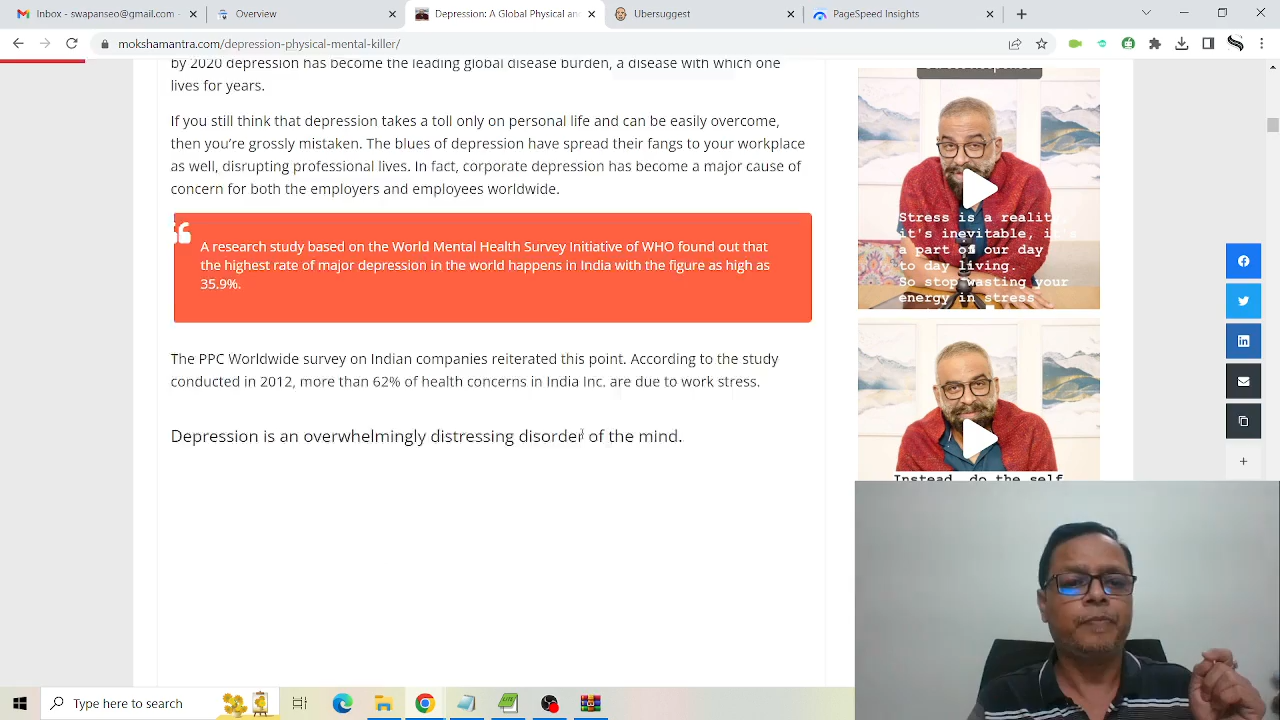 Inbox - swapanseo@gmail.com
Overview
Depression: A Global Physical an
Ubersuggest
PageSpeed Insights
mokshamantra.com/depression-physical-mental-killer/
by 2020 depression has become the leading global disease burden, a disease with which one
lives for years.
If you still think that depression takes a toll only on personal life and can be easily overcome,
then you're mistaken. The blues of depression have spread their fangs to your workplace
as well, disrupting professional lives. In fact, corporate depression has become a major cause of
concern for both the employers and employees worldwide.
A research study based on the World Mental Health Survey Initiative of WHO found out that
the highest rate of major depression in the world happens in India with the figure as high as
35.9%.
The PPC Worldwide survey on Indian companies reiterated this point. According to the study
conducted in 2012, more than 62% of health concerns in India Inc. are due to work stress.
Depression is an overwhelmingly distressing disorder of the mind.
Stress is a reality,
it's inevitable, it's
a part of our day
to day living.
So stop wasting your
energy in stress
Instead, do the self
Type here to search